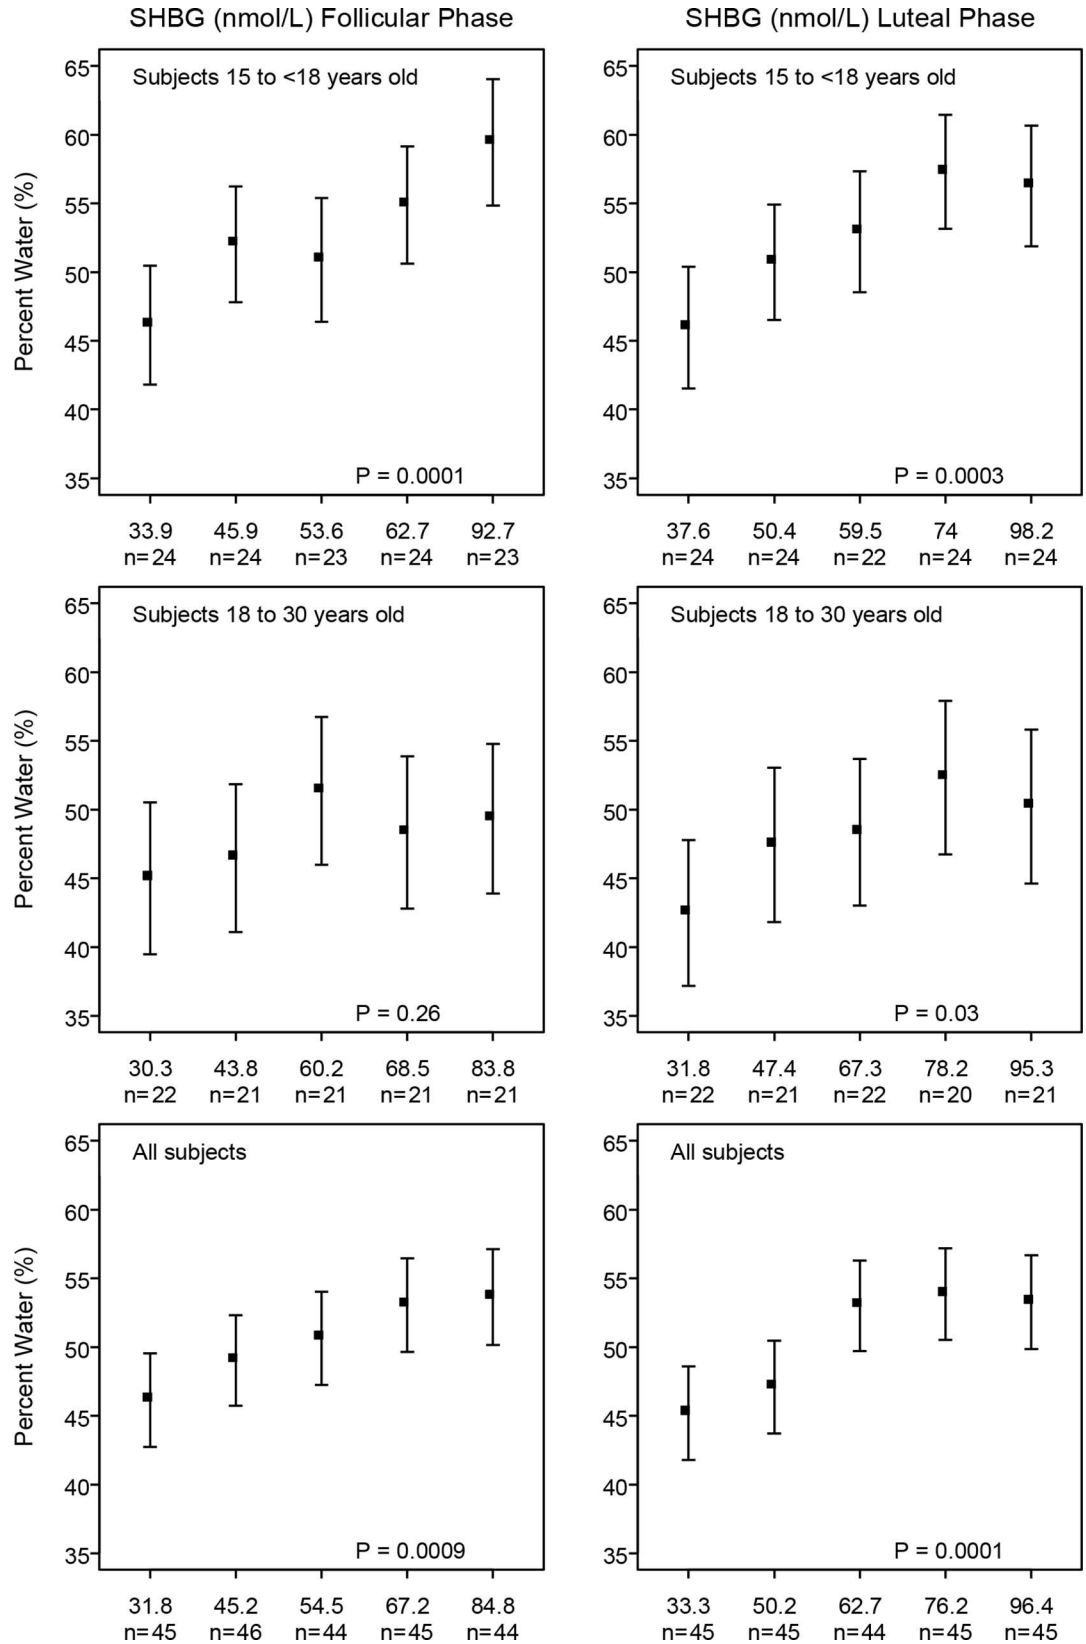 SHBG (nmol/L) Follicular Phase
SHBG (nmol/L) Luteal Phase
Percent Water (%)
65
60
55
50
45
40
35
Subjects 15 to <18 years old
P = 0.0001
33.9 45.9 53.6 62.7 92.7
n=24 n=24 n=23 n=24 n=23
65
60
55
50
45
40
35
Subjects 15 to <18 years old
P = 0.0003
37.6 50.4 59.5 74 98.2
n=24 n=24 n=22 n=24 n=24
Percent Water (%)
65
60
55
50
45
40
35
Subjects 18 to 30 years old
P = 0.26
30.3 43.8 60.2 68.5 83.8
n=22 n=21 n=21 n=21 n=21
65
60
55
50
45
40
35
Subjects 18 to 30 years old
P = 0.03
31.8 47.4 67.3 78.2 95.3
n=22 n=21 n=22 n=20 n=21
Percent Water (%)
65
60
55
50
45
40
35
All subjects
P = 0.0009
31.8 45.2 54.5 67.2 84.8
n=45 n=46 n=44 n=45 n=44
65
60
55
50
45
40
35
All subjects
P = 0.0001
33.3 50.2 62.7 76.2 96.4
n=45 n=45 n=44 n=45 n=45